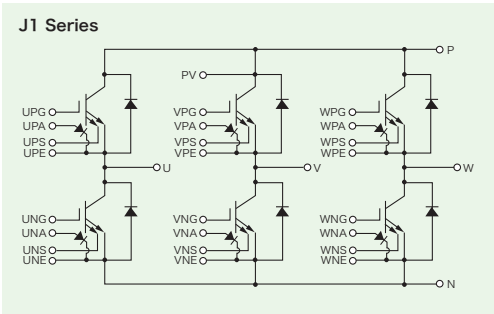 J1 Series
P
PV
UPG
VPG
WPG
UPA
VPA
WPA
UPS
VPS
WPS
UPE
VPE
WPE
U
V
W
UNG
VNG
WNG
UNA
VNA
WNA
UNS
VNS
WNS
UNE
VNE
WNE
N